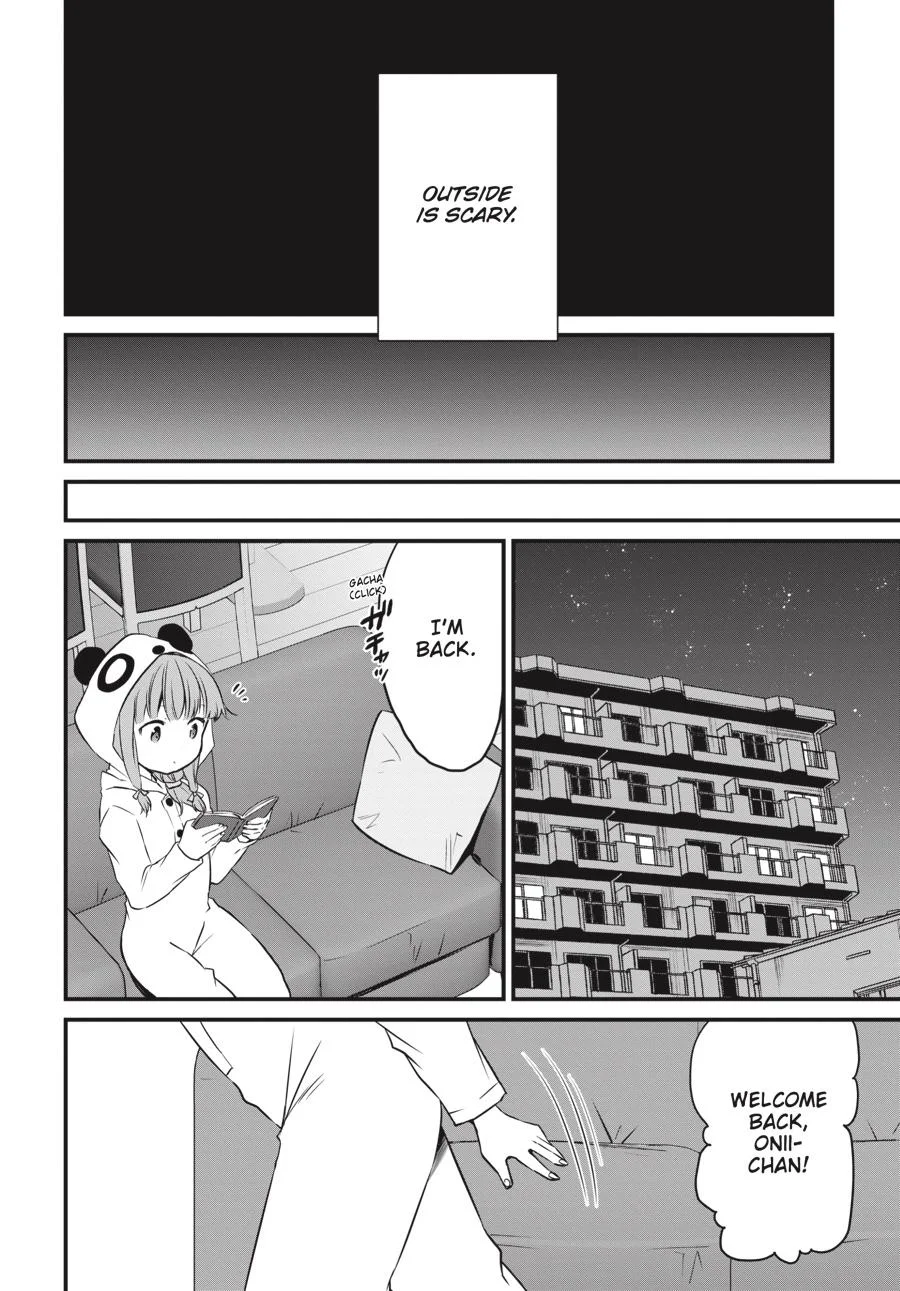 OUTSIDE
IS SCARY.
I'M
BACK.
GACHA
(CLICK)
ガチャッ
WELCOME
BACK,
ONII-
CHAN!